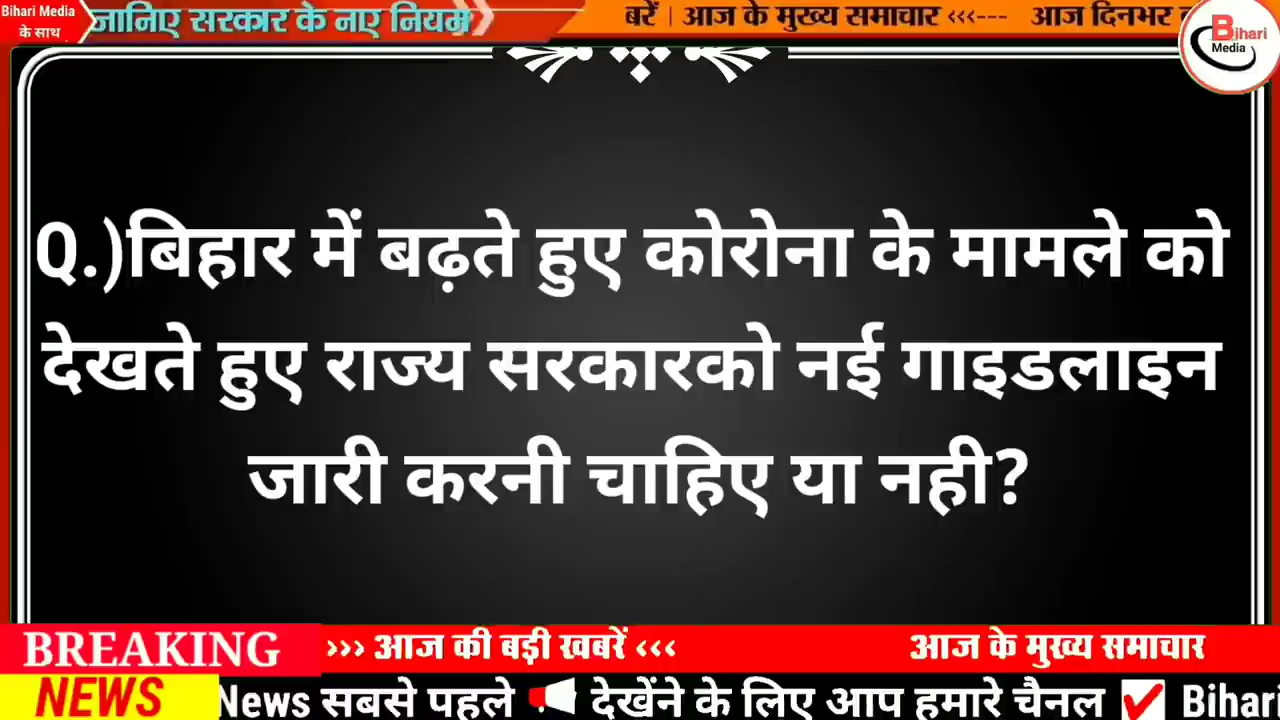 Bihari Media
के साथ
जानिए सरकार के नए नियम
बरें | आज के मुख्य समाचार ‹‹‹--- आज दिनभर
Bihari
Media
Q.)बिहार में बढ़ते हुए कोरोना के मामले को
देखते हुए राज्य सरकारको नई गाइडलाइन
जारी करनी चाहिए या नही?
BREAKING
NEWS
››› आज की बड़ी खबरें ‹‹‹ आज के मुख्य समाचार
News सबसे पहले देखेंने के लिए आप हमारे चैनल Bihari